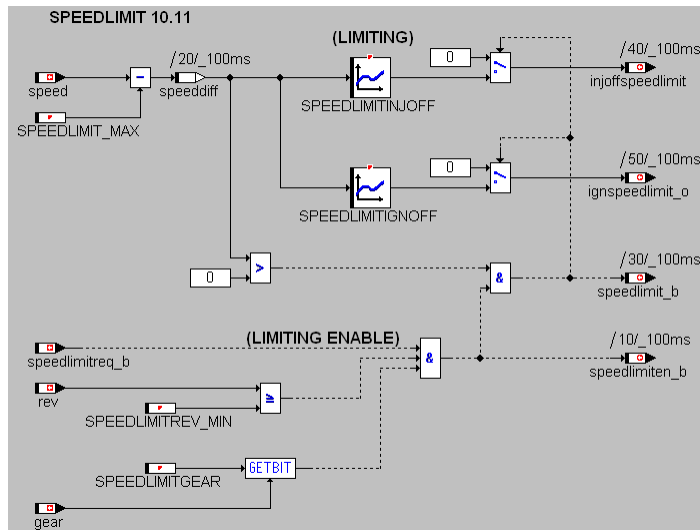 SPEEDLIMIT 10.11
(LIMITING)
/20/_100ms
/40/_100ms
0
speed
speeddiff
injoffspeedlimit
SPEEDLIMITINJOFF
SPEEDLIMIT_MAX
/50/_100ms
0
ignspeedlimit_o
SPEEDLIMITIGNOFF
/30/_100ms
>
0
&
speedlimit_b
(LIMITING ENABLE)
/10/_100ms
speedlimitreq_b
&
speedlimiten_b
rev
≥
SPEEDLIMITREV_MIN
GETBIT
SPEEDLIMITGEAR
gear